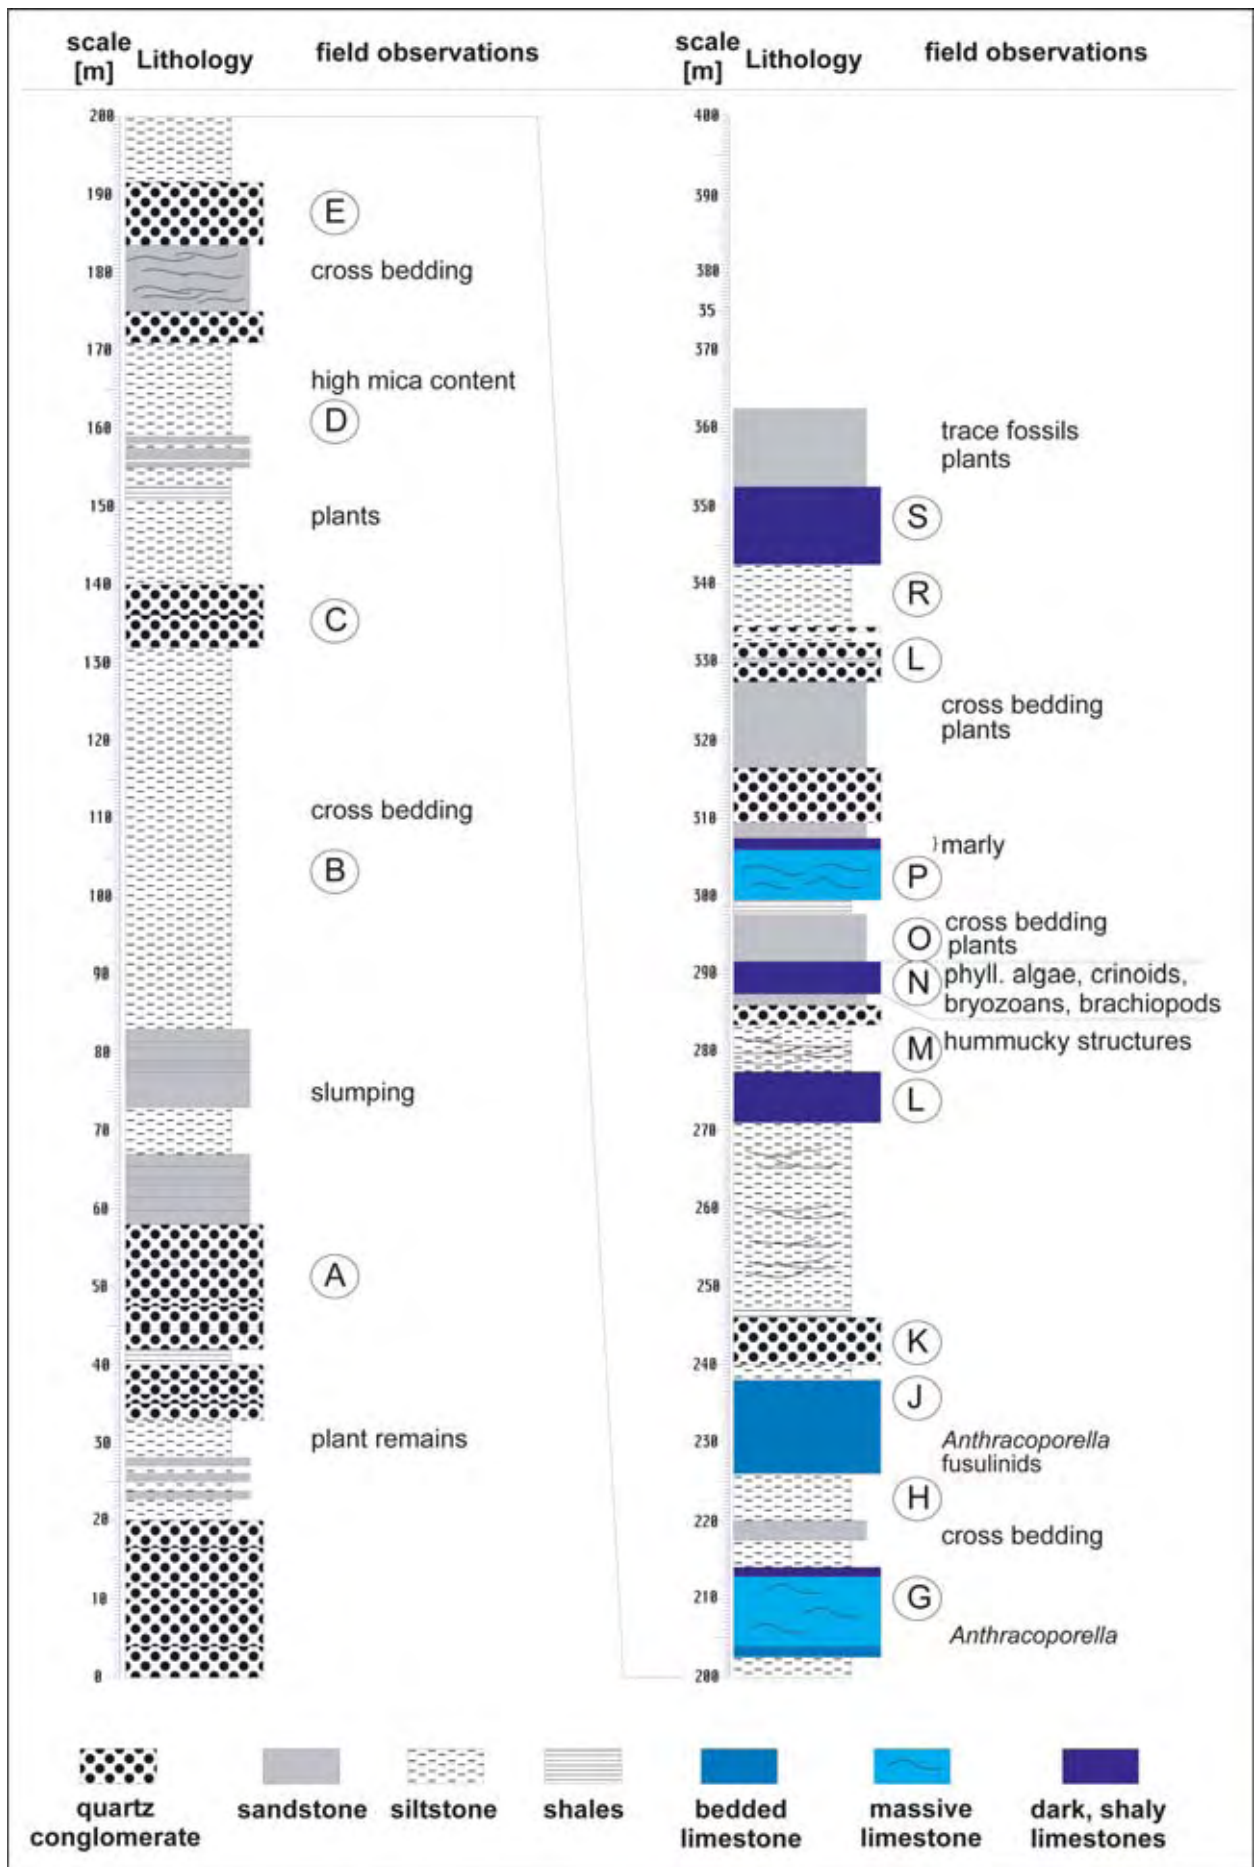 scale
[m]
Lithology
field observations
200
190
E
180
cross bedding
170
high mica content
160
D
150
plants
140
C
130
120
110
cross bedding
B
100
90
80
slumping
70
60
A
50
40
30
plant remains
20
10
0
scale
[m]
Lithology
field observations
400
390
380
35
370
360
trace fossils
plants
350
S
340
R
330
L
cross bedding
plants
320
310
}marly
P
300
cross bedding
O
plants
290
N
phyll. algae, crinoids,
bryozoans, brachiopods
280
M
hummucky structures
L
270
260
250
K
240
J
230
Anthracoporella
fusulinids
H
220
cross bedding
210
G
Anthracoporella
200
quartz
conglomerate
sandstone
siltstone
shales
bedded
limestone
massive
limestone
dark, shaly
limestones